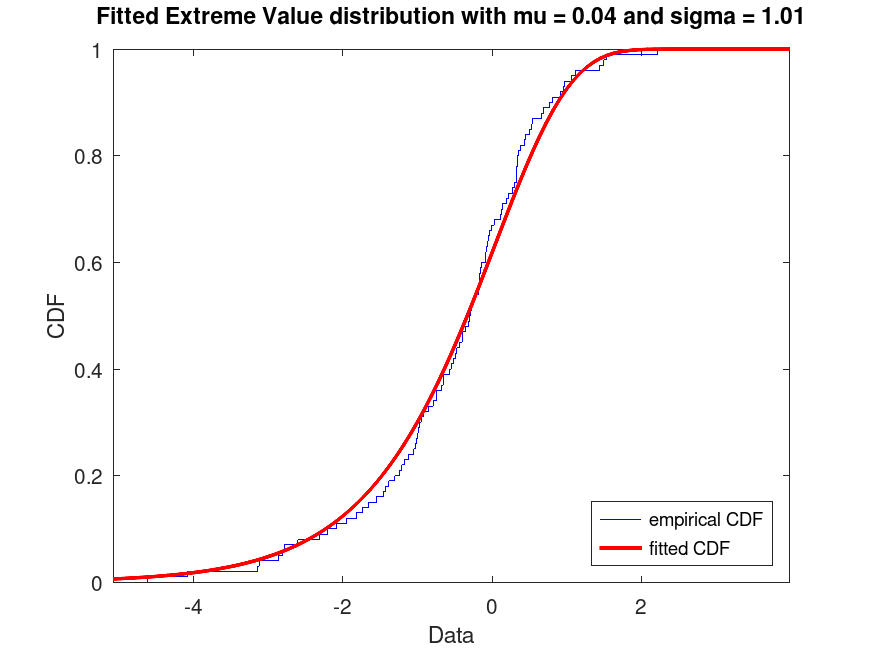 Fitted Extreme Value distribution with mu = 0.04 and sigma = 1.01
1
0.8
0.6
0.4
0.2
0
CDF
-4
-2
0
2
Data
empirical CDF
fitted CDF